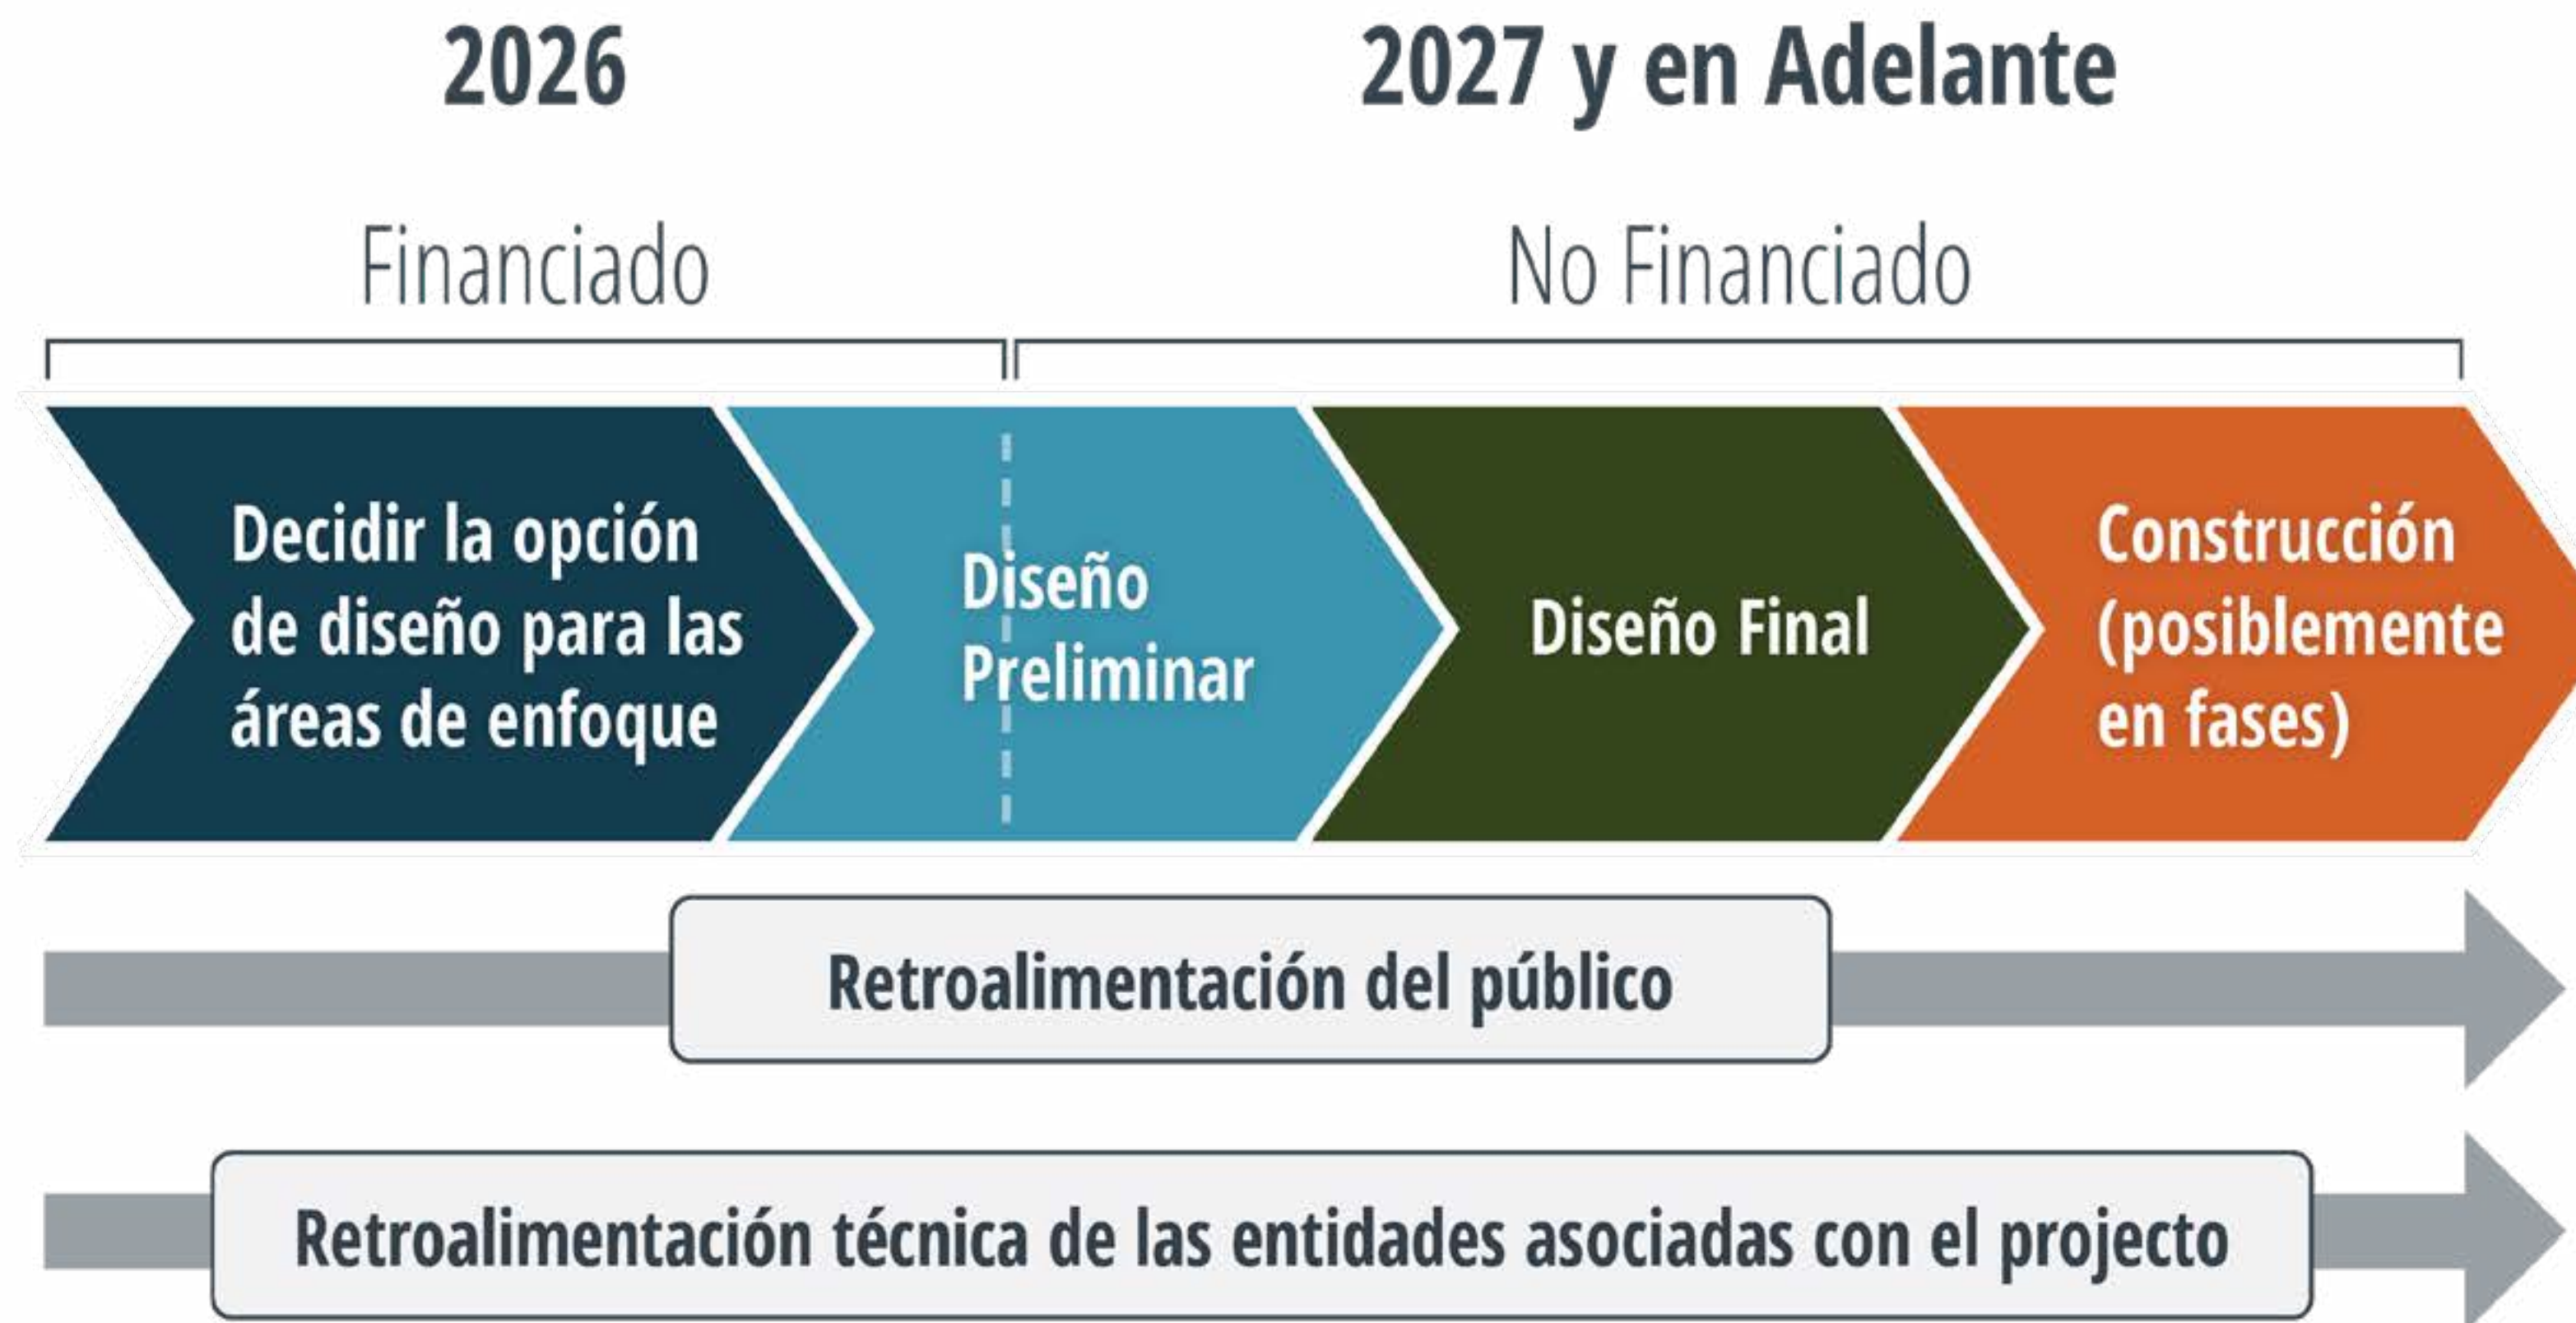 2026
2027 y en Adelante
Financiado
No Financiado
Decidir la opción
de diseño para las
áreas de enfoque
Diseño
Preliminar
Diseño Final
Construcción
(posiblemente
en fases)
Retroalimentación del público
Retroalimentación técnica de las entidades asociadas con el projecto